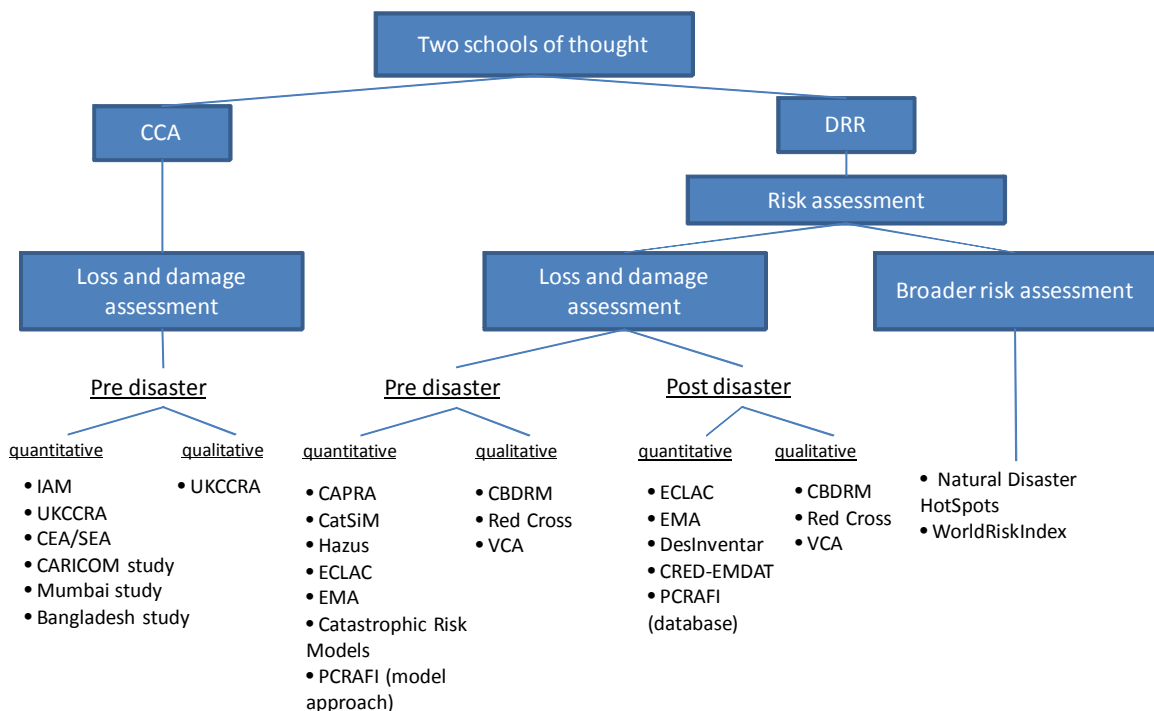 Two schools of thought
CCA
DRR
Risk assessment
Loss and damage
assessment
Loss and damage
assessment
Broader risk assessment
Pre disaster
Pre disaster
Post disaster
quantitative
qualitative
quantitative
qualitative
quantitative
qualitative
• IAM
• UKCCRA
• CEA/SEA
• CARICOM study
• Mumbai study
• Bangladesh study
• UKCCRA
• CAPRA
• CatSiM
• Hazus
• ECLAC
• EMA
• Catastrophic Risk
Models
• PCRAFI (model
approach)
• CBDRM
• Red Cross
• VCA
• ECLAC
• EMA
• DesInventar
• CRED-EMDAT
• PCRAFI
(database)
• CBDRM
• Red Cross
• VCA
• Natural Disaster
HotSpots
• WorldRiskIndex